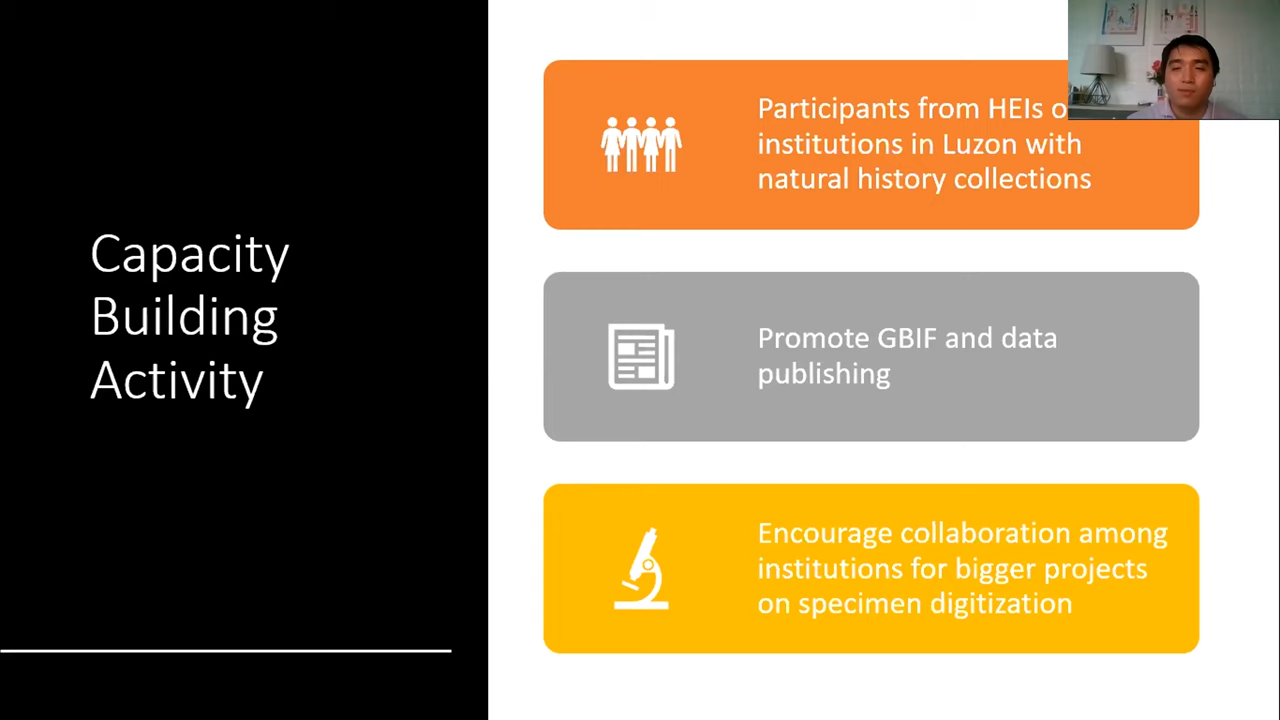 Capacity
Building
Activity
Participants from HEIs
institutions in Luzon with
natural history collections
Promote GBIF and data
publishing
Encourage collaboration among
institutions for bigger projects
on specimen digitization